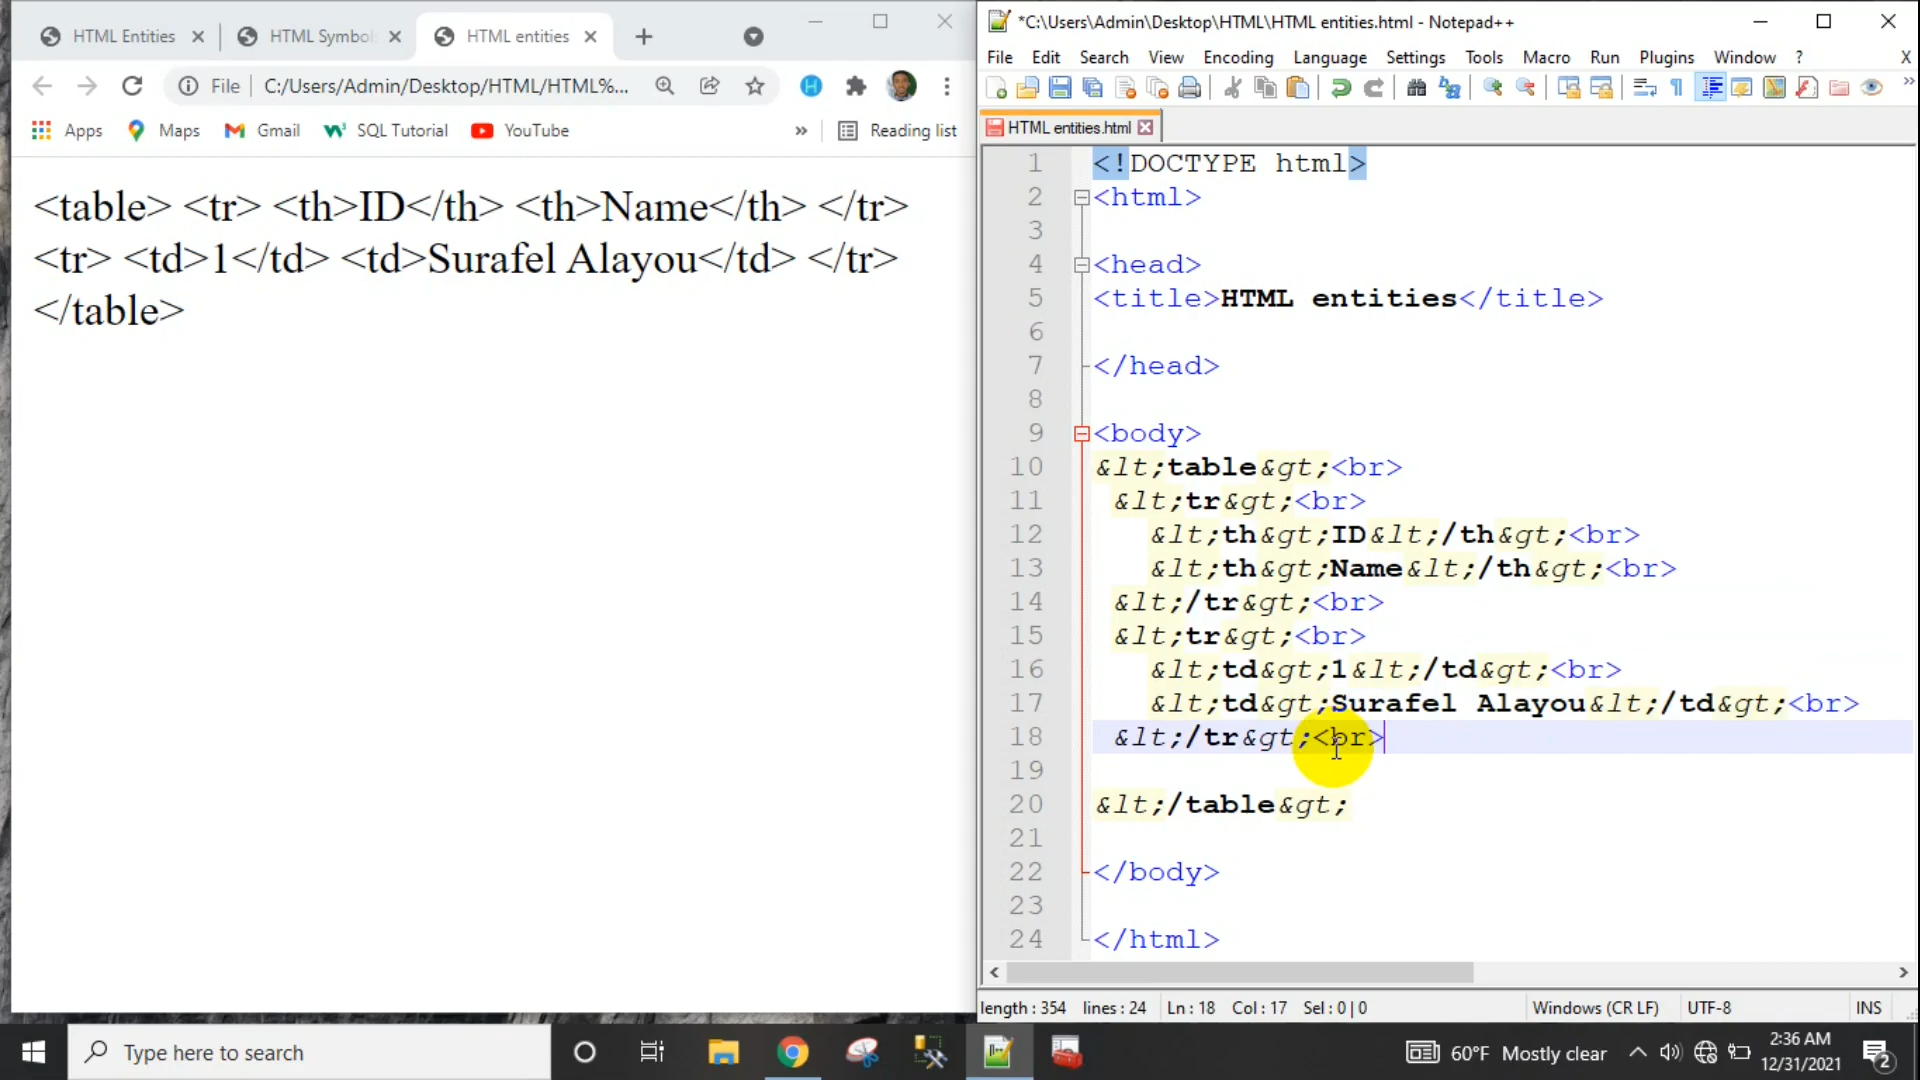 HTML Entities
HTML Symbol
HTML entities
File
C:/Users/Admin/Desktop/HTML/HTML%...
H
Apps
Maps
Gmail
SQL Tutorial
YouTube
»
Reading list
<table> <tr> <th>ID</th> <th>Name</th> </tr>
<tr> <td>1</td> <td>Surafel Alayou</td> </tr>
</table>
*C:\Users\Admin\Desktop\HTML\HTML entities.html - Notepad++
File Edit Search View Encoding Language Settings Tools Macro Run Plugins Window ? X
HTML entities.html
1 <!DOCTYPE html>
2 <html>
3
4 <head>
5 <title>HTML entities</title>
6
7 </head>
8
9 <body>
10 &lt;table&gt;<br>
11 &lt;tr&gt;<br>
12 &lt;th&gt;ID&lt;/th&gt;<br>
13 &lt;th&gt;Name&lt;/th&gt;<br>
14 &lt;/tr&gt;<br>
15 &lt;tr&gt;<br>
16 &lt;td&gt;1&lt;/td&gt;<br>
17 &lt;td&gt;Surafel Alayou&lt;/td&gt;<br>
18 &lt;/tr&gt;<br>
19
20 &lt;/table&gt;
21
22 </body>
23
24 </html>
length : 354 lines : 24 Ln : 18 Col : 17 Sel : 0 | 0 Windows (CR LF) UTF-8 INS
Type here to search
60°F Mostly clear
2:36 AM
12/31/2021
2